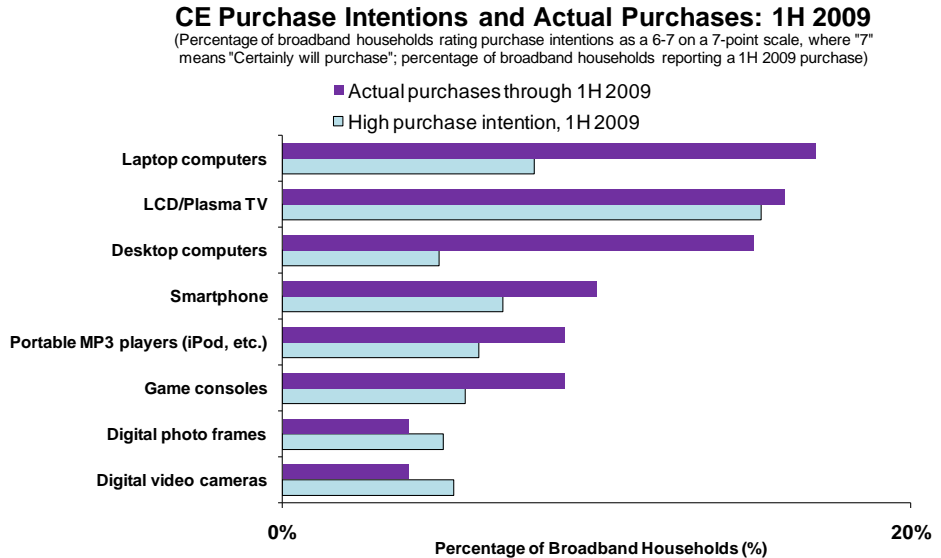 CE Purchase Intentions and Actual Purchases: 1H 2009
(Percentage of broadband households rating purchase intentions as a 6-7 on a 7-point scale, where "7"
means "Certainly will purchase"; percentage of broadband households reporting a 1H 2009 purchase)
Actual purchases through 1H 2009
High purchase intention, 1H 2009
Laptop computers
LCD/Plasma TV
Desktop computers
Smartphone
Portable MP3 players (iPod, etc.)
Game consoles
Digital photo frames
Digital video cameras
0%
20%
Percentage of Broadband Households (%)